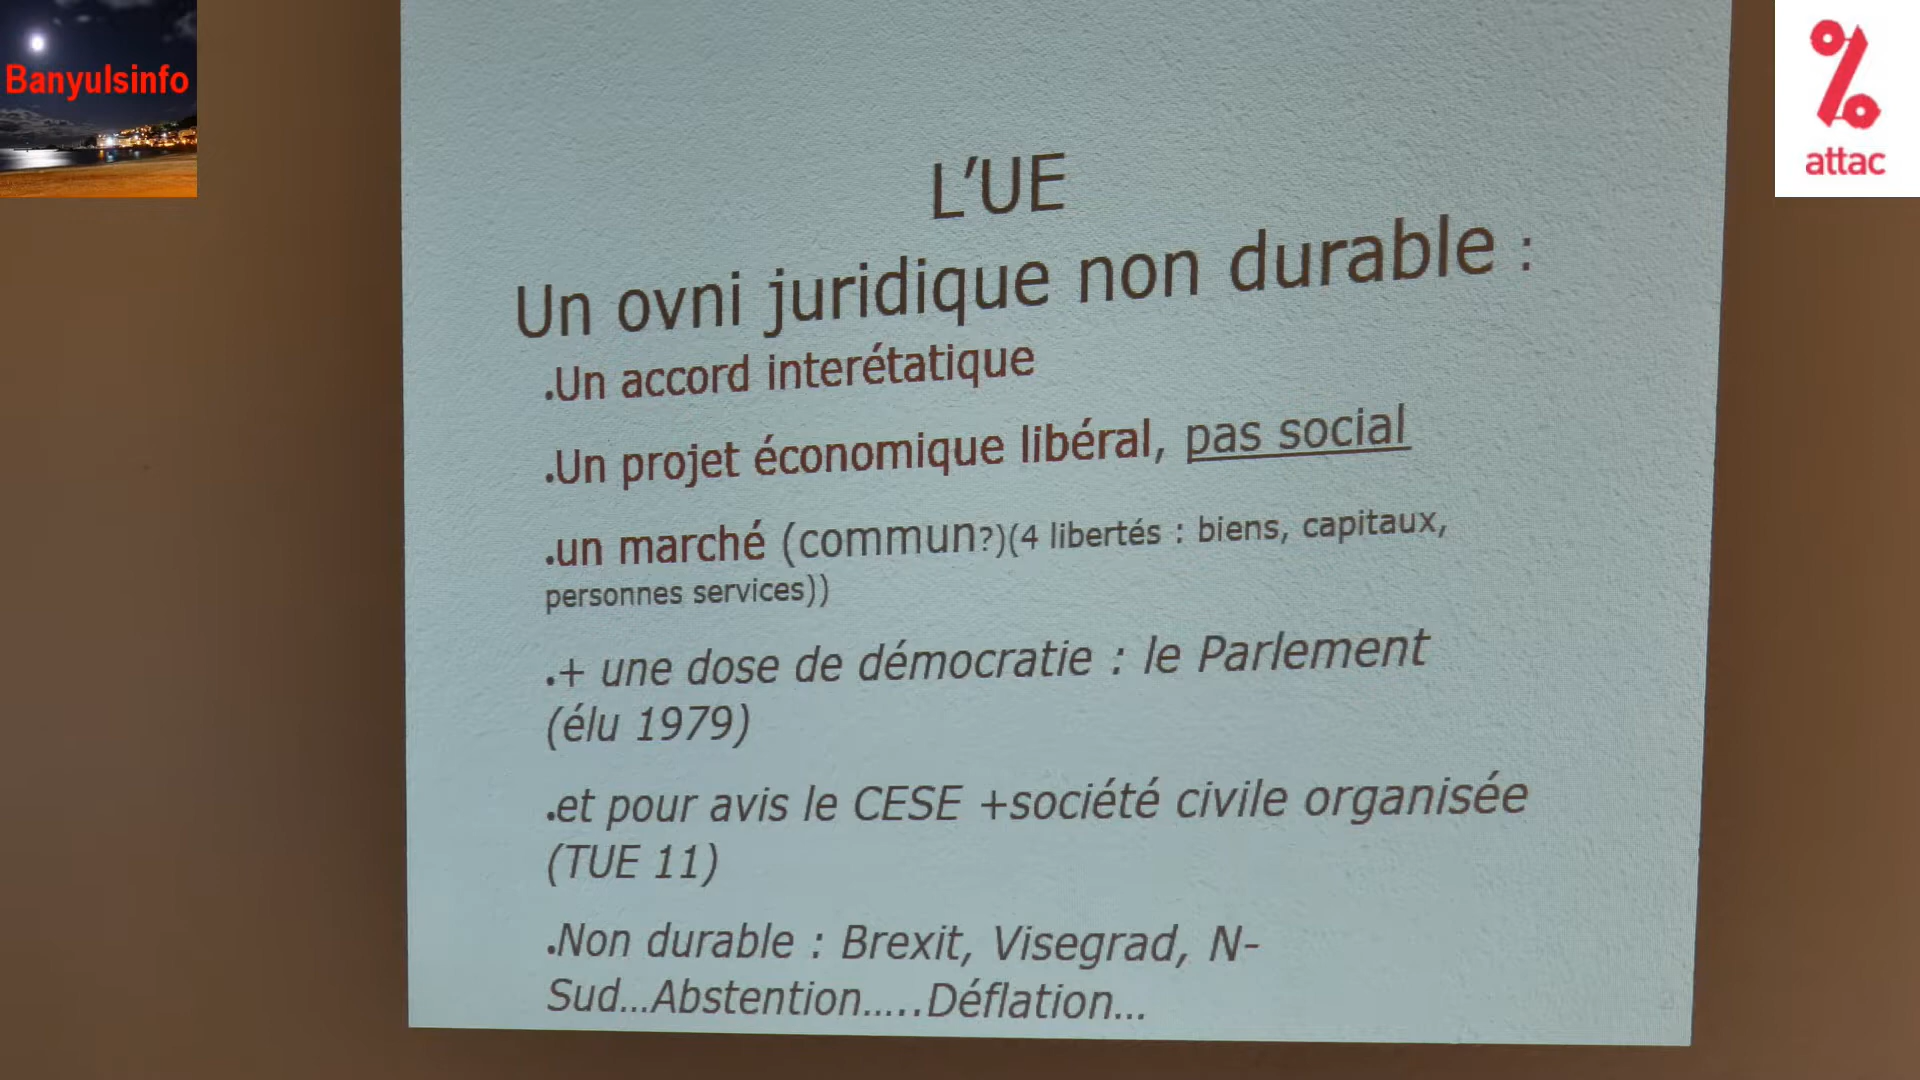 Banyulsinfo
attac
L'UE
Un ovni juridique non durable :
.Un accord interétatique
.Un projet économique libéral, pas social
.un marché (commun?)(4 libertés : biens, capitaux,
personnes services))
.+ une dose de démocratie : le Parlement
(élu 1979)
.et pour avis le CESE +société civile organisée
(TUE 11)
.Non durable : Brexit, Visegrad, N-
Sud...Abstention.....Déflation...